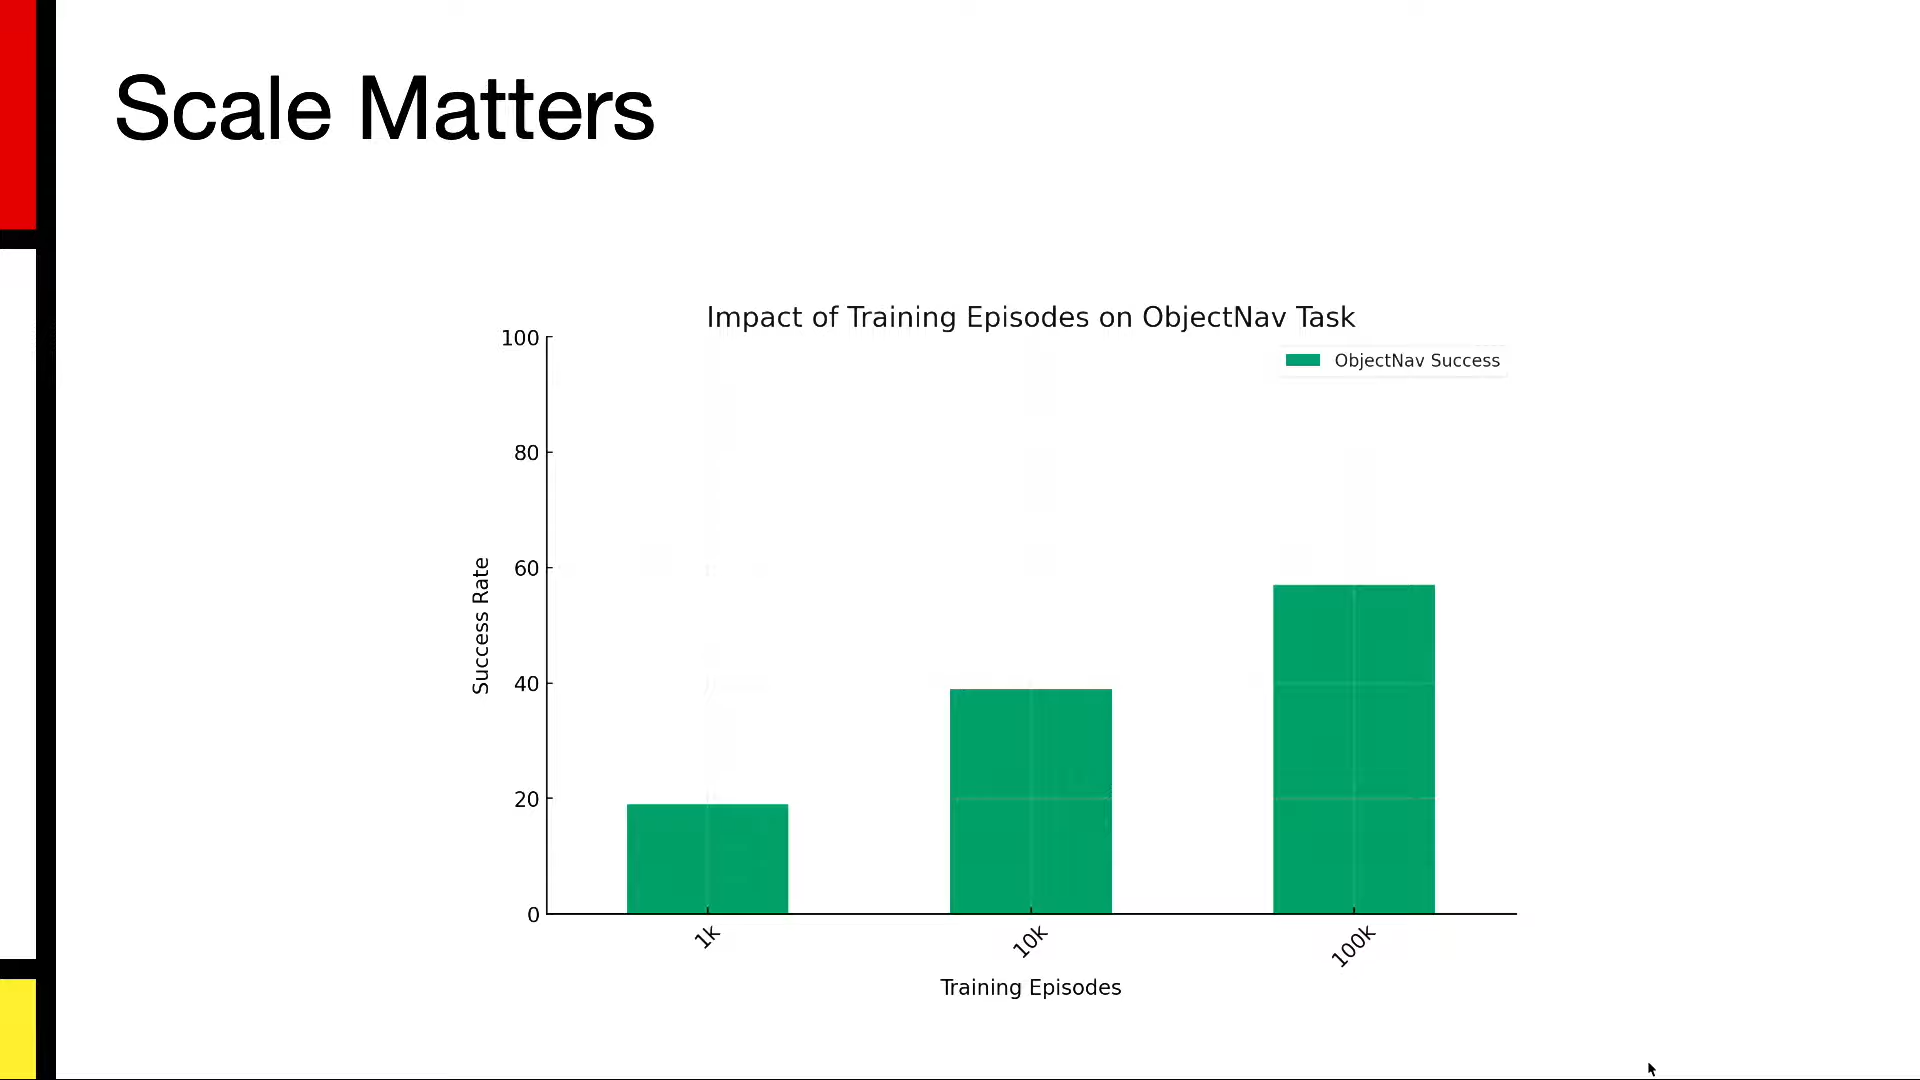 Scale Matters
Impact of Training Episodes on ObjectNav Task
ObjectNav Success
100
80
60
40
20
0
Success Rate
1k
10k
100k
Training Episodes